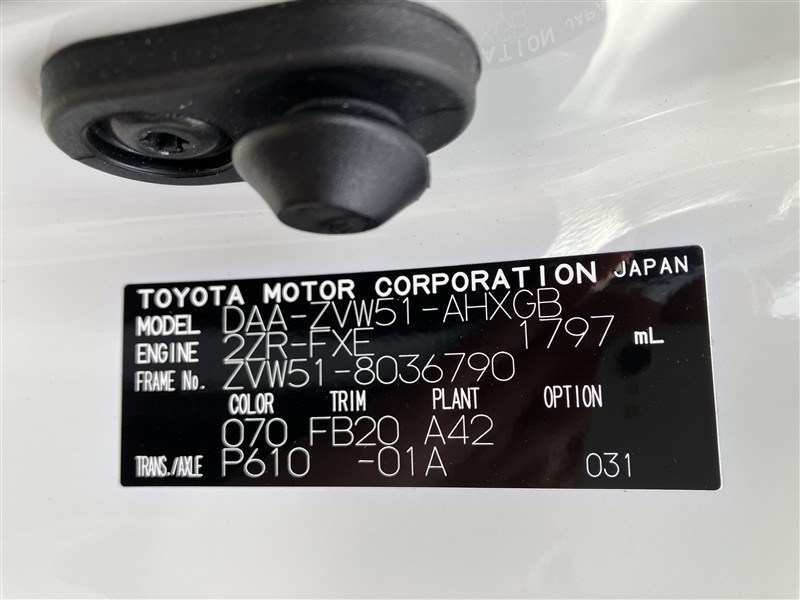 TOYOTA MOTOR CORPORATION JAPAN
MODEL DAA-ZVW51-AHXGB
ENGINE 2ZR-FXE 1797 mL
FRAME No. ZVW51-8036790
COLOR TRIM PLANT OPTION
070 FB20 A42
TRANS./AXLE P610 -01A 031